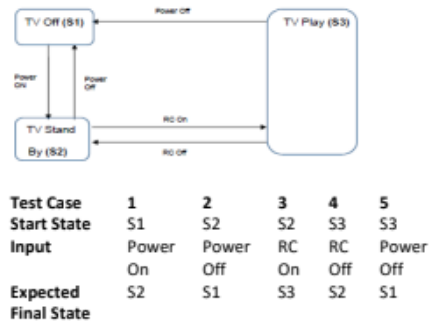 Power Off
TV Off (S1)
TV Play (S3)
Power
ON
Power
Off
RC On
TV Stand
By (S2)
RC Off
Test Case 1 2 3 4 5
Start State S1 S2 S2 S3 S3
Input Power Power RC RC Power
On Off On Off Off
Expected S2 S1 S3 S2 S1
Final State